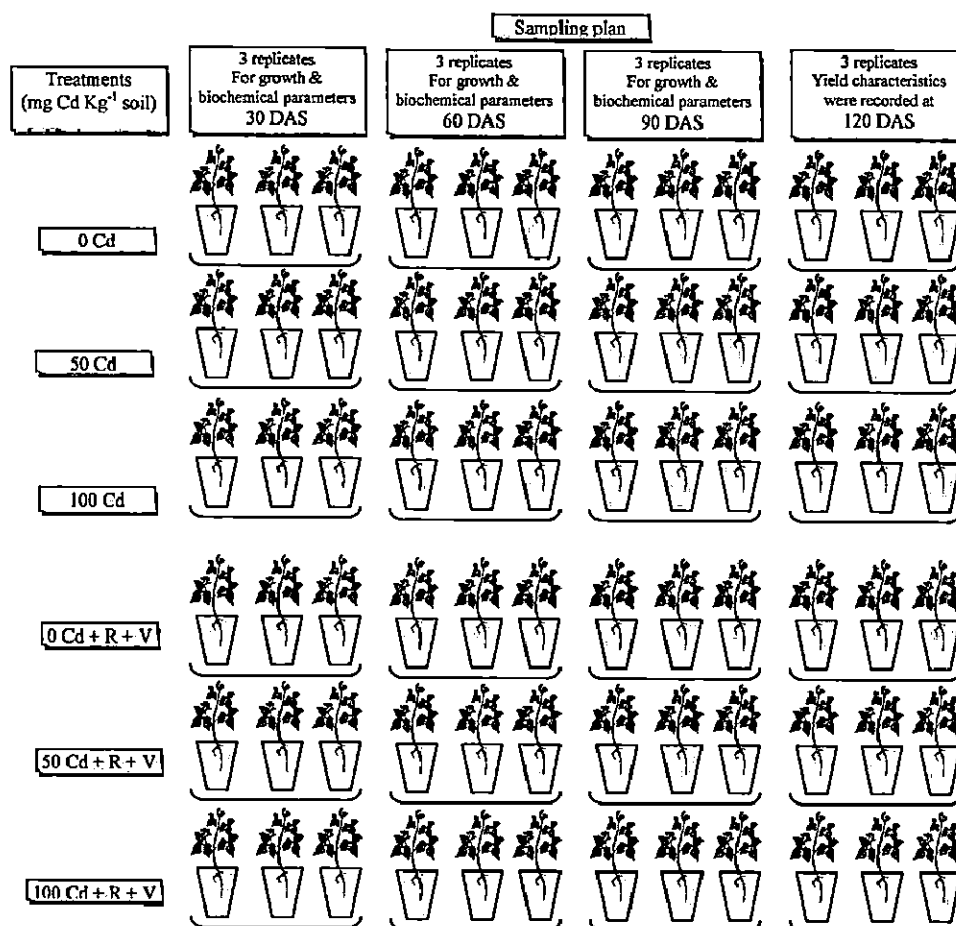 Sampling plan
Treatments
(mg Cd Kg⁻¹ soil)
3 replicates
For growth &
biochemical parameters
30 DAS
3 replicates
For growth &
biochemical parameters
60 DAS
3 replicates
For growth &
biochemical parameters
90 DAS
3 replicates
Yield characteristics
were recorded at
120 DAS
0 Cd
50 Cd
100 Cd
0 Cd + R + V
50 Cd + R + V
100 Cd + R + V